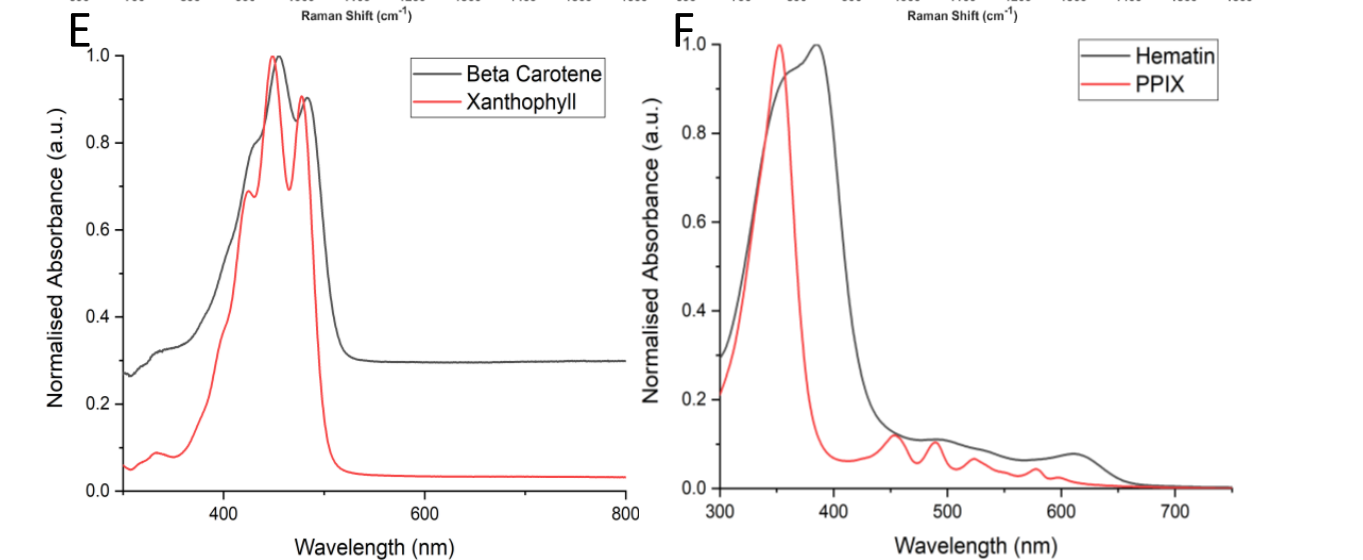 Raman Shift (cm-1)
Raman Shift (cm-1)
E
Beta Carotene
Xanthophyll
1.0
0.8
0.6
0.4
0.2
0.0
400
600
800
Normalised Absorbance (a.u.)
Wavelength (nm)
F
Hematin
PPIX
1.0
0.8
0.6
0.4
0.2
0.0
300
400
500
600
700
Normalised Absorbance (a.u.)
Wavelength (nm)